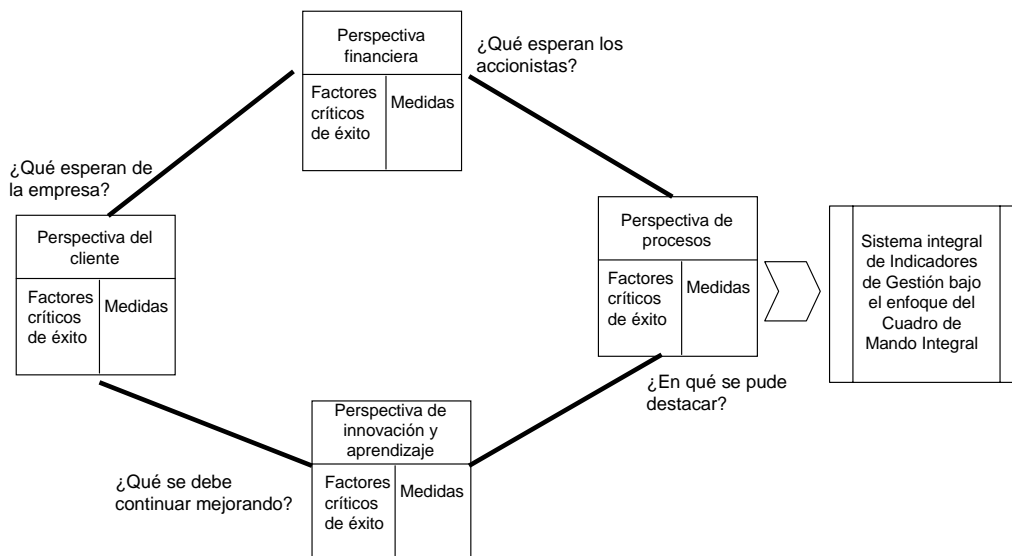 Perspectiva
financiera
Factores
críticos
de éxito
Medidas
¿Qué esperan los
accionistas?
¿Qué esperan de
la empresa?
Perspectiva del
cliente
Factores
críticos
de éxito
Medidas
Perspectiva de
procesos
Factores
críticos
de éxito
Medidas
Sistema integral
de Indicadores
de Gestión bajo
el enfoque del
Cuadro de
Mando Integral
¿En qué se pude
destacar?
Perspectiva de
innovación y
aprendizaje
Factores
críticos
de éxito
Medidas
¿Qué se debe
continuar mejorando?